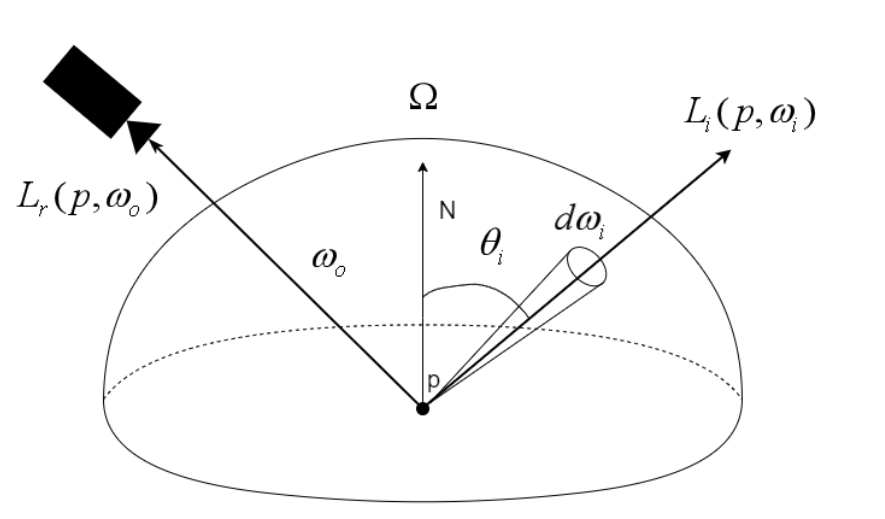 Ω
L_i(p, ω_i)
L_r(p, ω_o)
N
dω_i
θ_i
ω_o
p